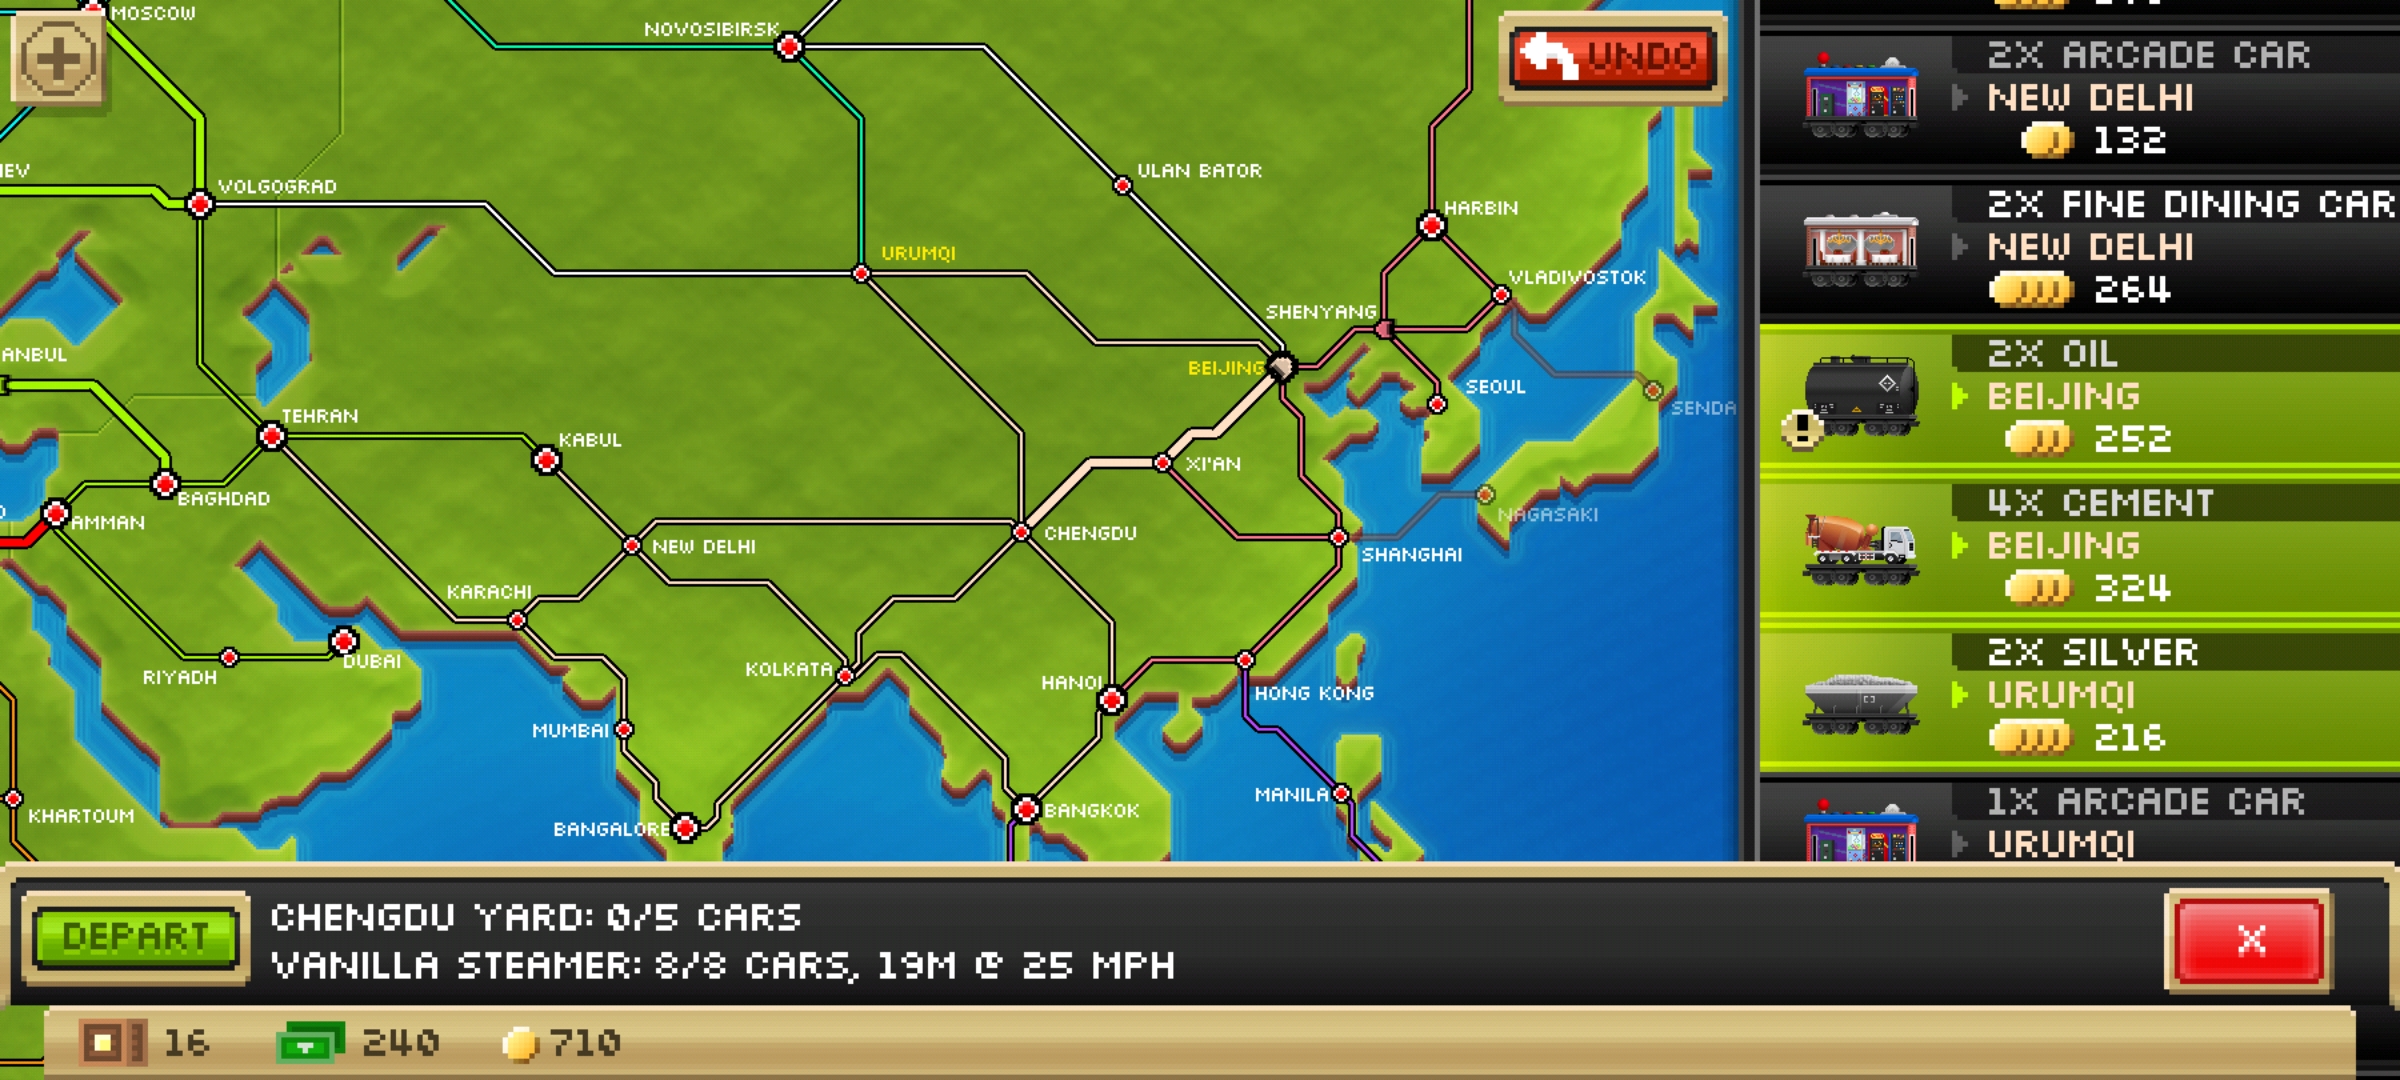 MOSCOW
NOVOSIBIRSK
UNDO
2X ARCADE CAR
NEW DELHI
132
ULAN BATOR
VOLGOGRAD
HARBIN
2X FINE DINING CAR
NEW DELHI
264
URUMQI
VLADIVOSTOK
SHENYANG
ANBUL
BEIJING
SEOUL
SENDA
2X OIL
BEIJING
252
TEHRAN
KABUL
XI'AN
BAGHDAD
AMMAN
NEW DELHI
CHENGDU
NAGASAKI
SHANGHAI
4X CEMENT
BEIJING
324
KARACHI
RIYADH
DUBAI
KOLKATA
HANOI
HONG KONG
2X SILVER
URUMQI
216
MUMBAI
MANILA
KHARTOUM
BANGALORE
BANGKOK
1X ARCADE CAR
URUMQI
DEPART
CHENGDU YARD: 0/5 CARS
VANILLA STEAMER: 8/8 CARS, 19M @ 25 MPH
X
16
240
710